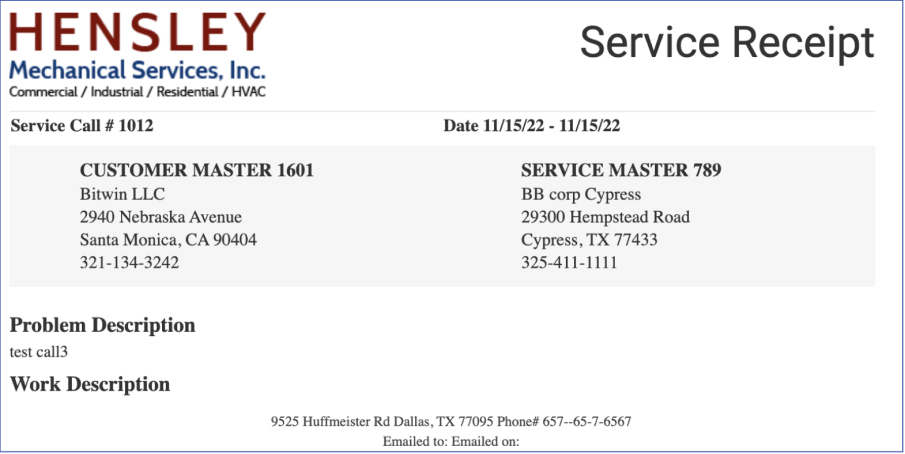 HENSLEY
Mechanical Services, Inc.
Commercial / Industrial / Residential / HVAC
Service Receipt
Service Call # 1012
Date 11/15/22 - 11/15/22
CUSTOMER MASTER 1601
Bitwin LLC
2940 Nebraska Avenue
Santa Monica, CA 90404
321-134-3242
SERVICE MASTER 789
BB corp Cypress
29300 Hempstead Road
Cypress, TX 77433
325-411-1111
Problem Description
test call3
Work Description
9525 Huffmeister Rd Dallas, TX 77095 Phone# 657--65-7-6567
Emailed to: Emailed on: